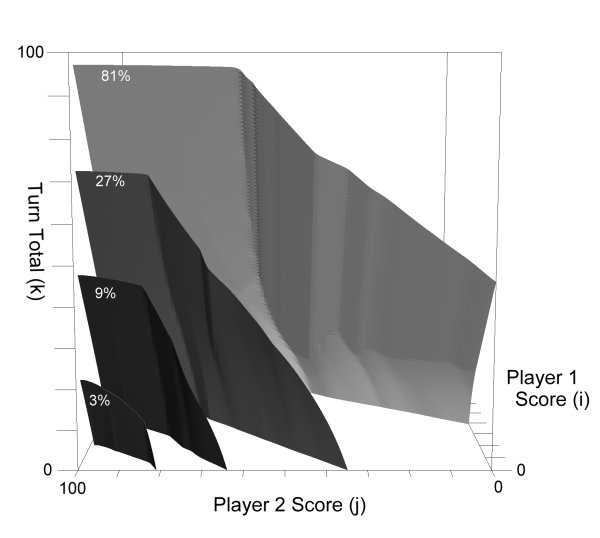 100
81%
27%
Turn Total (k)
9%
Player 1
Score (i)
3%
0
0
100
0
Player 2 Score (j)